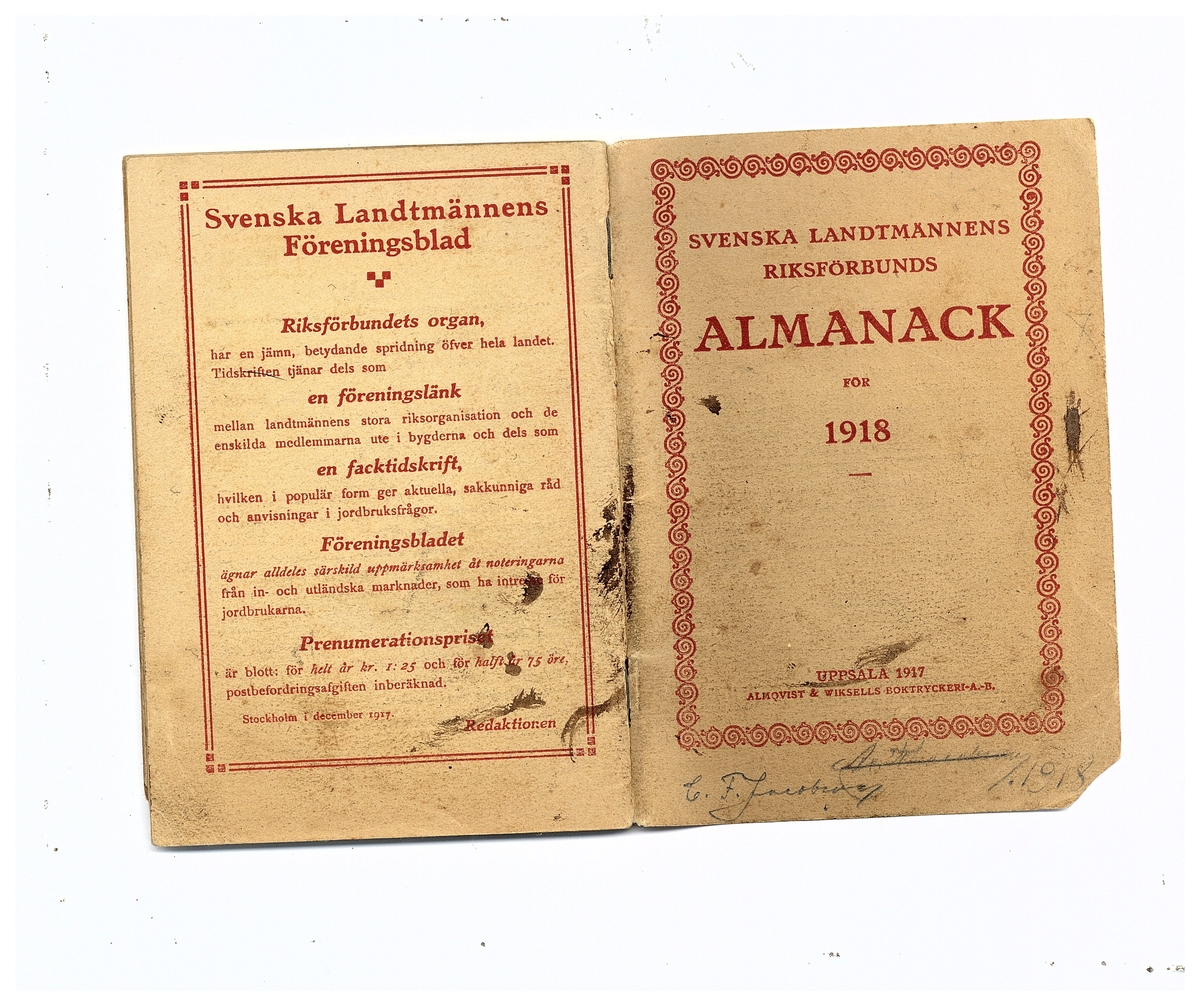 Svenska Landtmännens
Föreningsblad
Riksförbundets organ,
har en jämn, betydande spridning öfver hela landet.
Tidskriften tjänar dels som
en föreningslänk
mellan landtmännens stora riksorganisation och de
enskilda medlemmarna ute i bygderna och dels som
en facktidskrift,
hvilken i populär form ger aktuella, sakkunniga råd
och anvisningar i jordbruksfrågor.
Föreningsbladet
ägnar alldeles särskild uppmärksamhet åt noteringarna
från in- och utländska marknader, som ha intresse för
jordbrukarna.
Prenumerationspriset
är blott: för helt år kr. 1: 25 och för halft år 75 öre,
postbefordringsafgiften inberäknad.
Stockholm i december 1917.
Redaktionen
SVENSKA LANDTMÄNNENS
RIKSFÖRBUNDS
ALMANACK
FÖR
1918
UPPSALA 1917
ALMQVIST & WIKSELLS BOKTRYCKERI-A.-B.
C. F. 1918